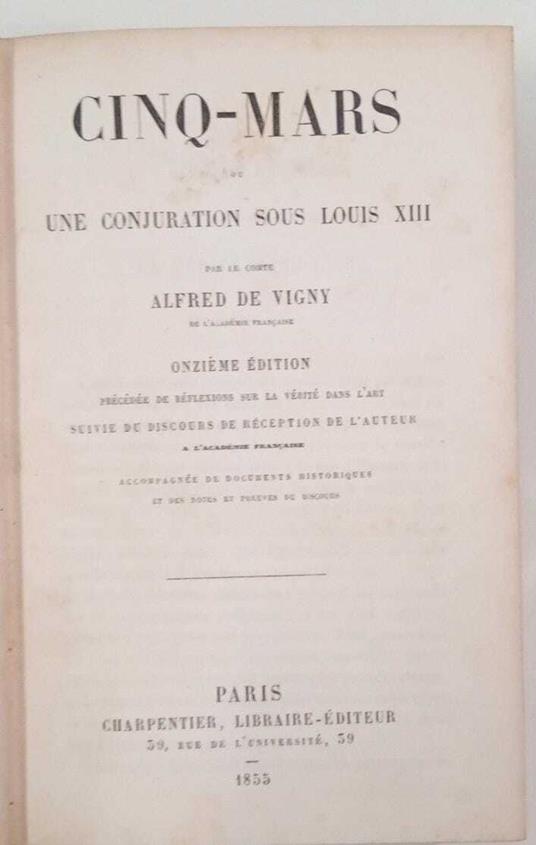 CINQ-MARS
OU
UNE CONJURATION SOUS LOUIS XIII
PAR LE COMTE
ALFRED DE VIGNY
DE L'ACADÉMIE FRANÇAISE
ONZIÈME ÉDITION
PRÉCÉDÉE DE RÉFLEXIONS SUR LA VÉRITÉ DANS L'ART
SUIVIE DU DISCOURS DE RÉCEPTION DE L'AUTEUR
A L'ACADÉMIE FRANÇAISE
ACCOMPAGNÉE DE DOCUMENTS HISTORIQUES
ET DES NOTES ET PREUVES DU DISCOURS
PARIS
CHARPENTIER, LIBRAIRE-ÉDITEUR
39, RUE DE L'UNIVERSITÉ, 39
—
1855